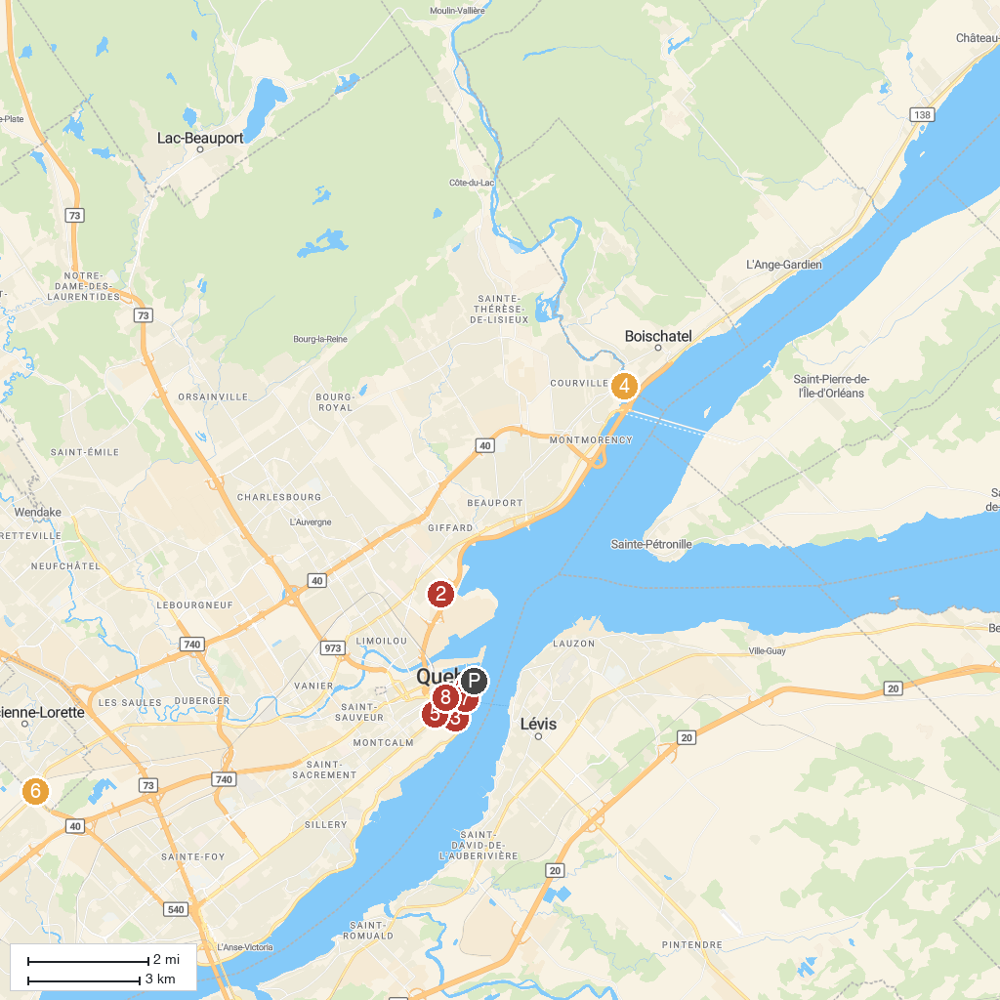 Moulin-Vallière
Château-
138
e-Plate
Lac-Beauport
Côte-du-Lac
73
L'Ange-Gardien
NOTRE-
DAME-DES-
LAURENTIDES
SAINTE-
THÉRÈSE-
DE-LISIEUX
73
Bourg-la-Reine
Boischatel
Saint-Pierre-de-
l'Île-d'Orléans
COURVILLE
4
ORSAINVILLE
BOURG-
ROYAL
MONTMORENCY
40
SAINT-ÉMILE
CHARLESBOURG
BEAUPORT
Wendake
L'Auvergne
GIFFARD
RETTEVILLE
Sainte-Pétronille
NEUFCHÂTEL
40
2
LEBOURGNEUF
740
973
LIMOILOU
LAUZON
Ville-Guay
Be
Queb
P
VANIER
20
LES SAULES
DUBERGER
8
cienne-Lorette
SAINT-
SAUVEUR
5
3
Lévis
20
MONTCALM
SAINT-
SACREMENT
740
73
6
40
SILLERY
SAINT-
DAVID-DE-
L'AUBERIVIÈRE
SAINTE-FOY
20
540
SAINT-
ROMUALD
L'Anse-Victoria
PINTENDRE
2 mi
3 km